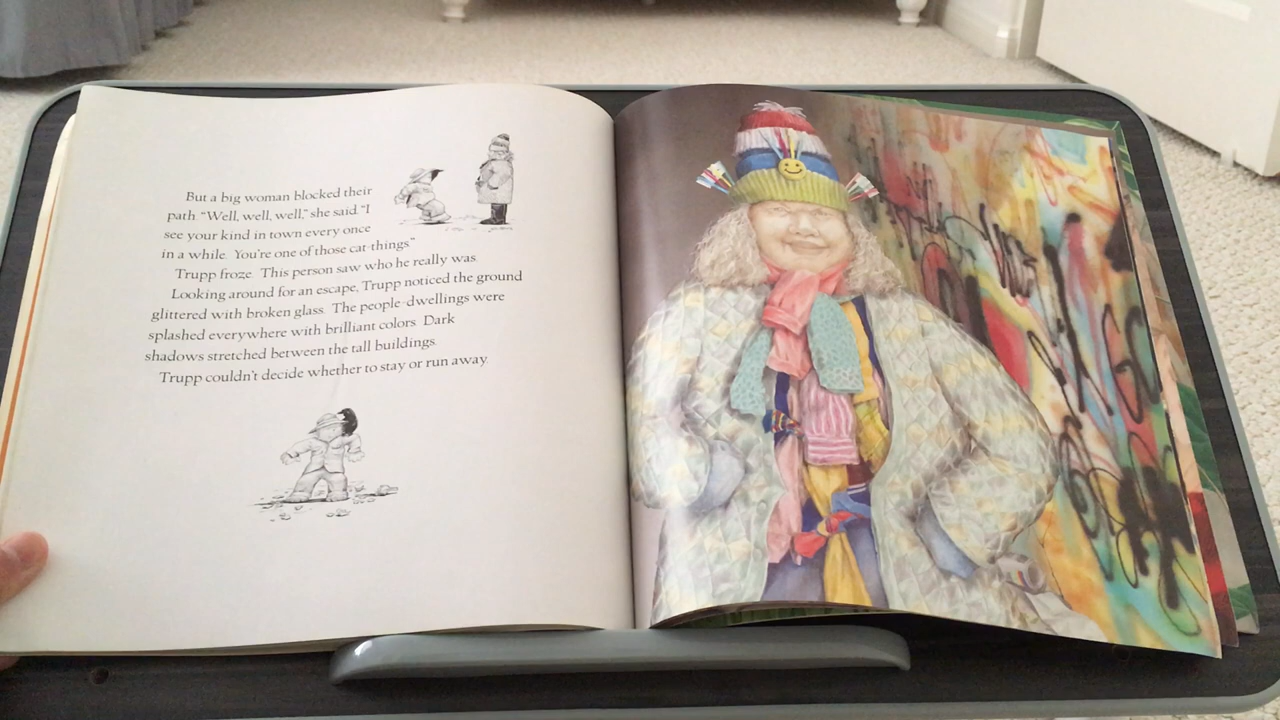 But a big woman blocked their
path. "Well, well, well," she said. "I
see your kind in town every once
in a while. You're one of those cat-things."
Trupp froze. This person saw who he really was.
Looking around for an escape, Trupp noticed the ground
glittered with broken glass. The people-dwellings were
splashed everywhere with brilliant colors. Dark
shadows stretched between the tall buildings.
Trupp couldn't decide whether to stay or run away.